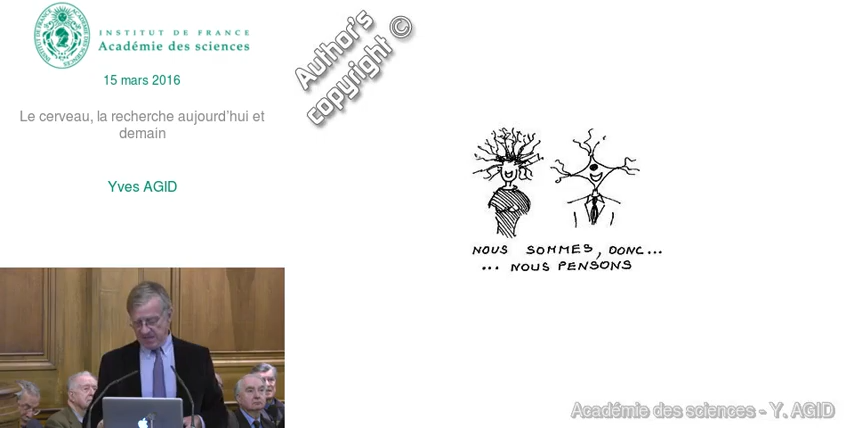 INSTITUT DE FRANCE
Académie des sciences
15 mars 2016
Le cerveau, la recherche aujourd'hui et
demain
Yves AGID
Author's
copyright ©
NOUS SOMMES, DONC...
... NOUS PENSONS
Académie des sciences - Y. AGID